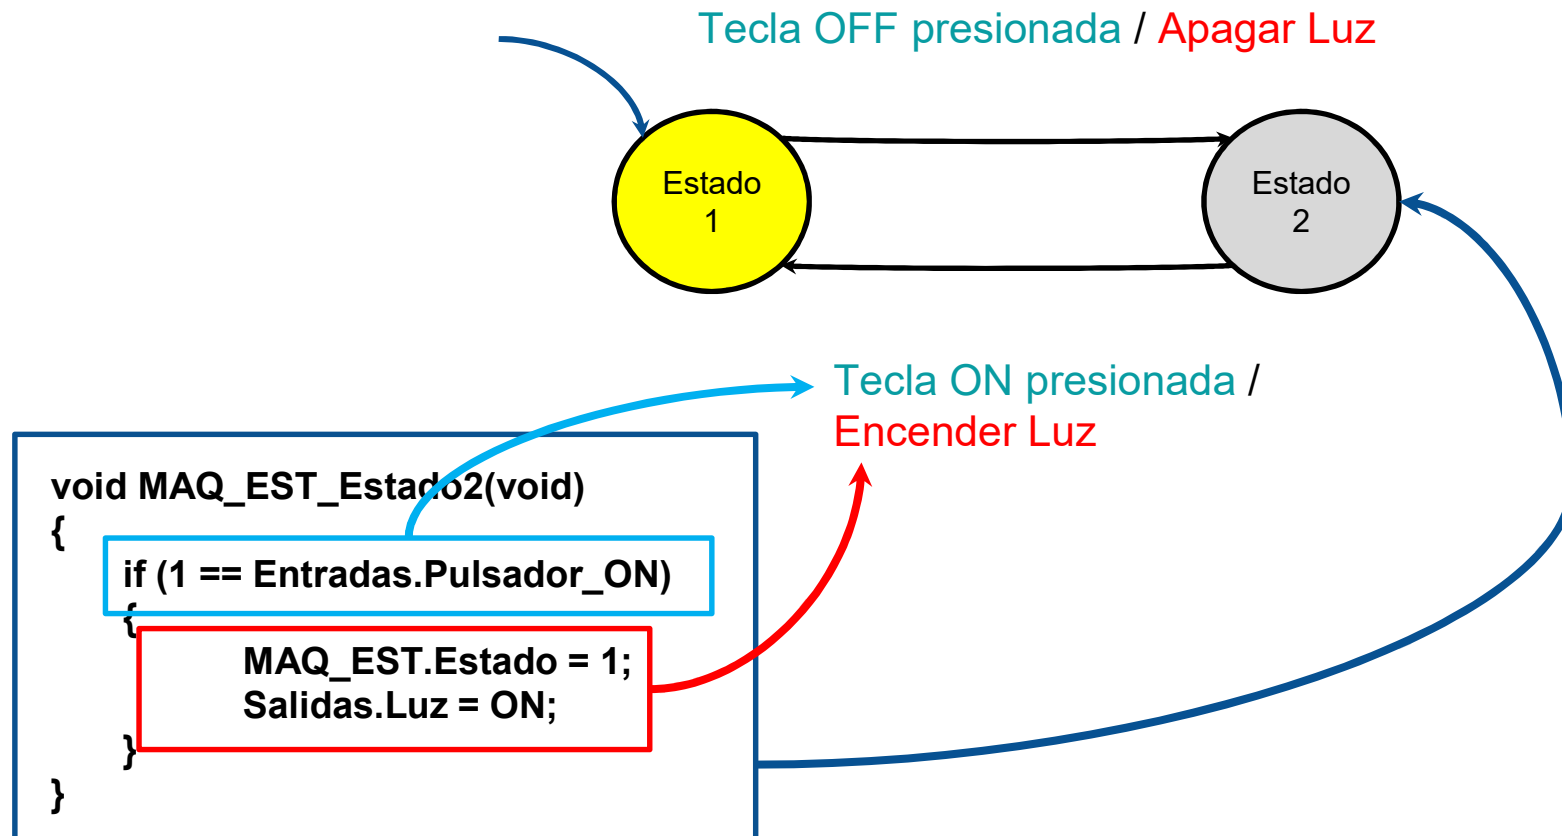 Tecla OFF presionada / Apagar Luz
Estado
1
Estado
2
Tecla ON presionada /
Encender Luz
void MAQ_EST_Estado2(void)
{
if (1 == Entradas.Pulsador_ON)
{
MAQ_EST.Estado = 1;
Salidas.Luz = ON;
}
}